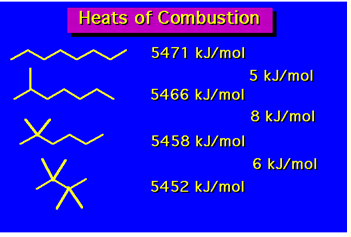 Heats of Combustion
5471 kJ/mol
5 kJ/mol
5466 kJ/mol
8 kJ/mol
5458 kJ/mol
6 kJ/mol
5452 kJ/mol